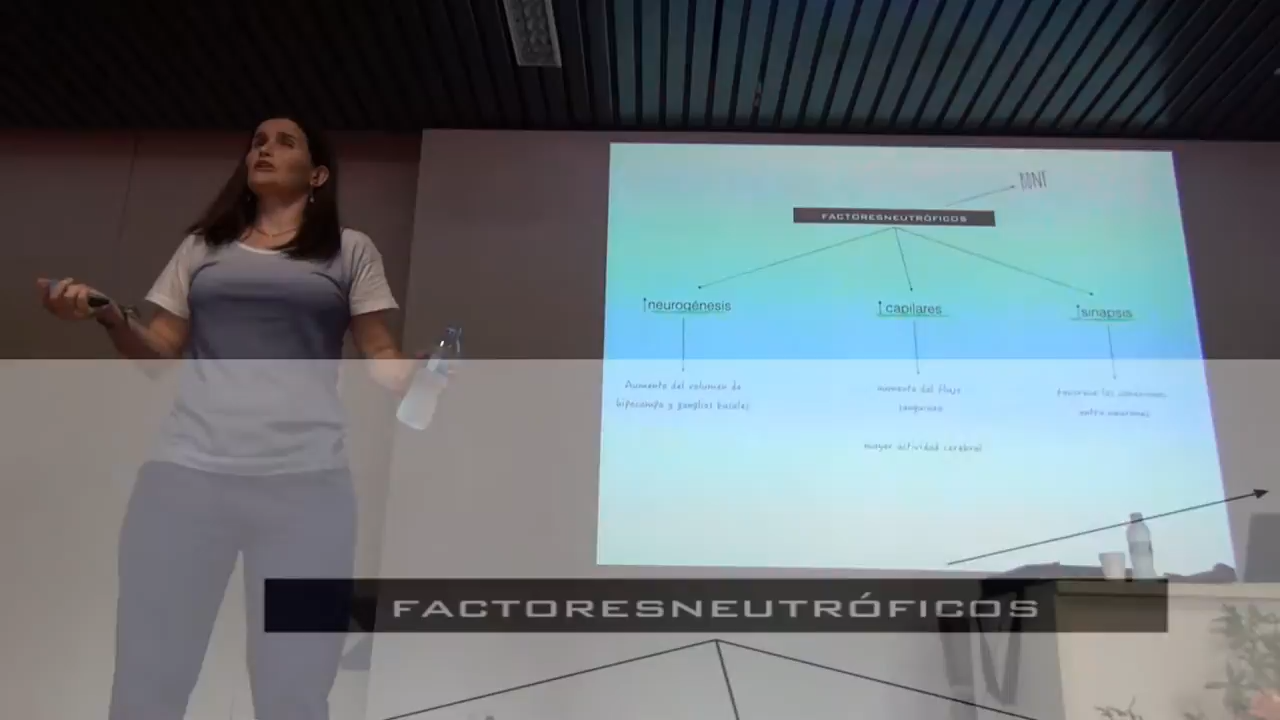 BDNF
FACTORESNEUTRÓFICOS
↑neurogénesis
↑capilares
↑sinapsis
Aumento del volumen de
hipocampo y ganglios basales
aumento del flujo
sanguíneo
mayor actividad cerebral
Favorece las conexiones
entre neuronas
FACTORESNEUTRÓFICOS